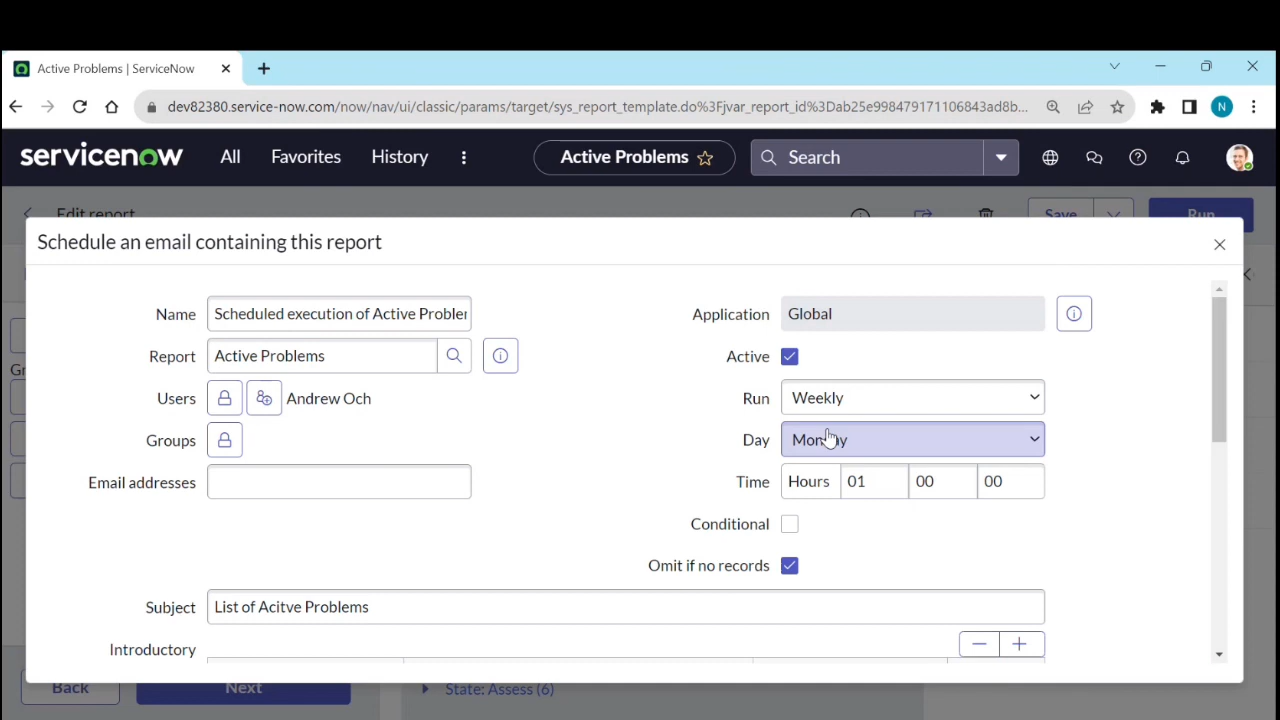 Active Problems | ServiceNow
dev82380.service-now.com/now/nav/ui/classic/params/target/sys_report_template.do%3Fjvar_report_id%3Dab25e998479171106843ad8b...
N
servicenow
All Favorites History
Active Problems
Search
Edit report
Save
Run
Schedule an email containing this report
Name Scheduled execution of Active Probler
Application Global
Report Active Problems
Active
Users Andrew Och
Run Weekly
Groups
Day Monday
Email addresses
Time Hours 01 00 00
Conditional
Omit if no records
Subject List of Acitve Problems
Introductory
Back
Next
State: Assess (6)